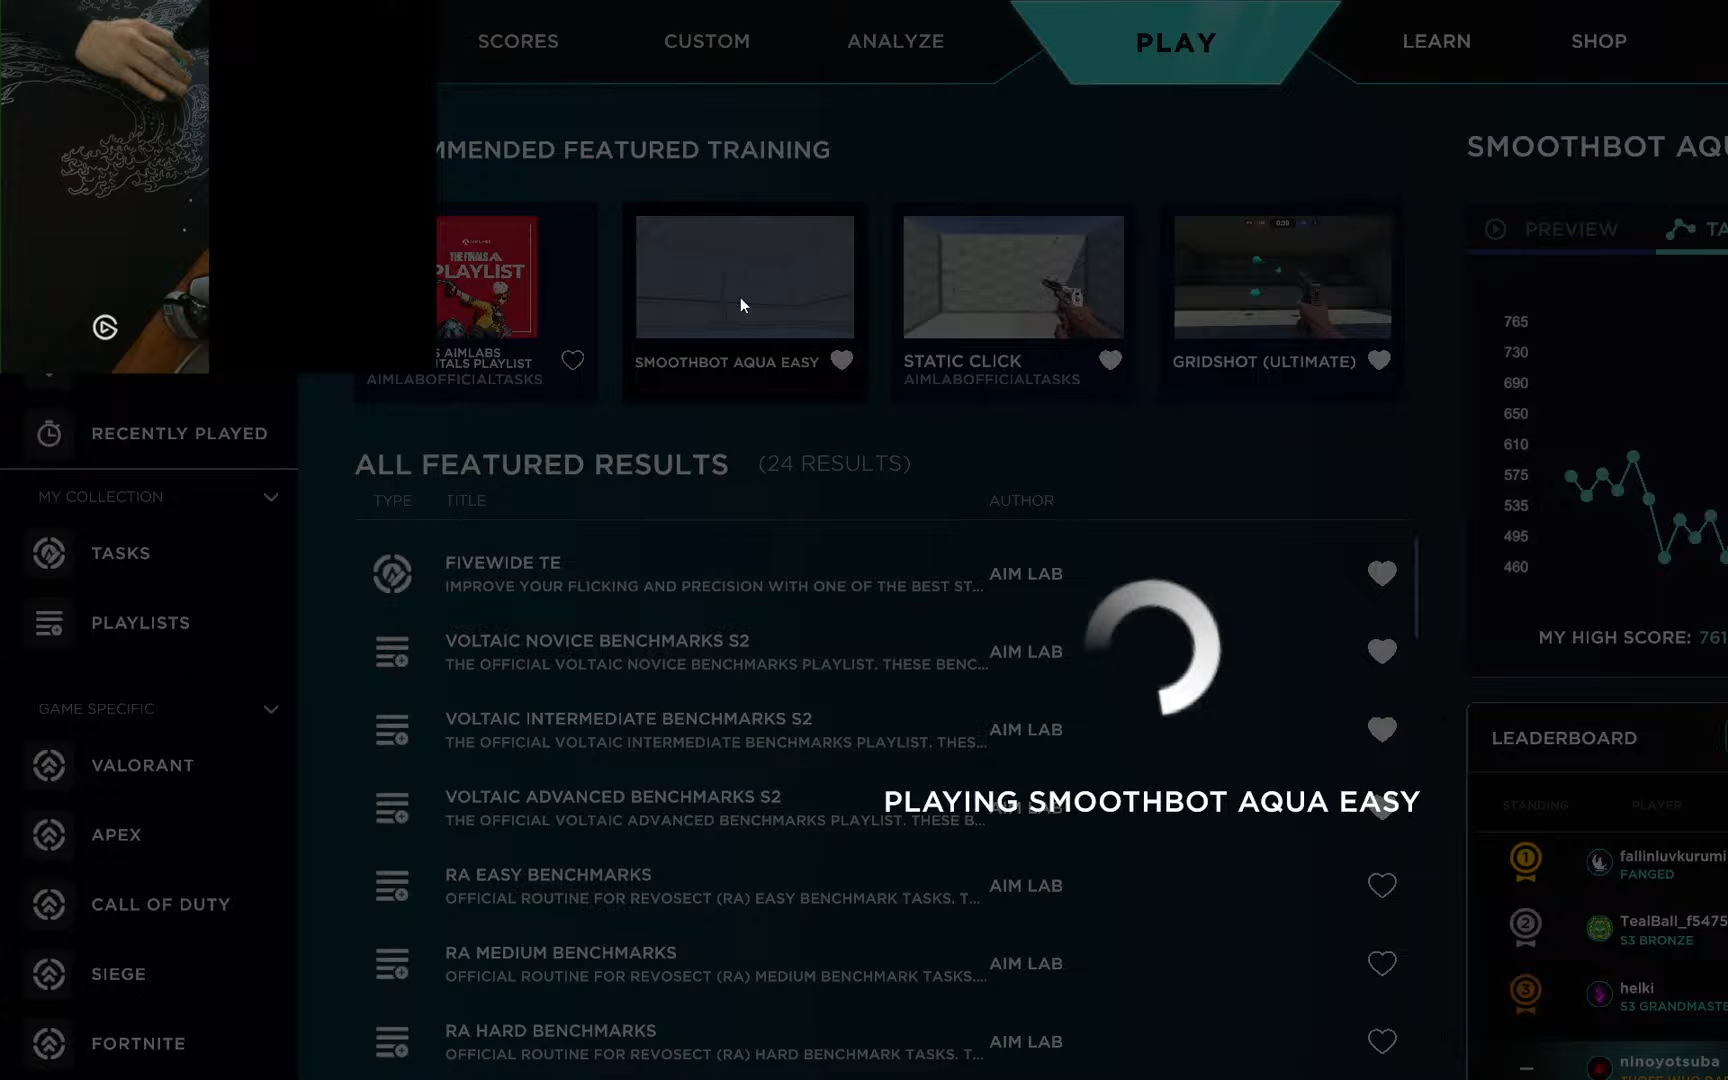 SCORES
CUSTOM
ANALYZE
PLAY
LEARN
SHOP
MMENDED FEATURED TRAINING
SMOOTHBOT AQU
PREVIEW
TA
THE FINALS
PLAYLIST
S AIMLABS
TALS PLAYLIST
AIMLABOFFICIALTASKS
SMOOTHBOT AQUA EASY
STATIC CLICK
AIMLABOFFICIALTASKS
GRIDSHOT (ULTIMATE)
765
730
690
650
610
575
535
495
460
MY HIGH SCORE: 761
RECENTLY PLAYED
MY COLLECTION
TASKS
PLAYLISTS
GAME SPECIFIC
VALORANT
APEX
CALL OF DUTY
SIEGE
FORTNITE
ALL FEATURED RESULTS (24 RESULTS)
TYPE TITLE AUTHOR
FIVEWIDE TE
IMPROVE YOUR FLICKING AND PRECISION WITH ONE OF THE BEST ST...
AIM LAB
VOLTAIC NOVICE BENCHMARKS S2
THE OFFICIAL VOLTAIC NOVICE BENCHMARKS PLAYLIST. THESE BENC...
AIM LAB
VOLTAIC INTERMEDIATE BENCHMARKS S2
THE OFFICIAL VOLTAIC INTERMEDIATE BENCHMARKS PLAYLIST. THES...
AIM LAB
VOLTAIC ADVANCED BENCHMARKS S2
THE OFFICIAL VOLTAIC ADVANCED BENCHMARKS PLAYLIST. THESE B...
AIM LAB
PLAYING SMOOTHBOT AQUA EASY
RA EASY BENCHMARKS
OFFICIAL ROUTINE FOR REVOSECT (RA) EASY BENCHMARK TASKS. T...
AIM LAB
RA MEDIUM BENCHMARKS
OFFICIAL ROUTINE FOR REVOSECT (RA) MEDIUM BENCHMARK TASKS....
AIM LAB
RA HARD BENCHMARKS
OFFICIAL ROUTINE FOR REVOSECT (RA) HARD BENCHMARK TASKS. T...
AIM LAB
LEADERBOARD
STANDING PLAYER
1
fallinluvkurumi
FANGED
2
TealBall_f5475
S3 BRONZE
3
helki
S3 GRANDMASTE
ninoyotsuba